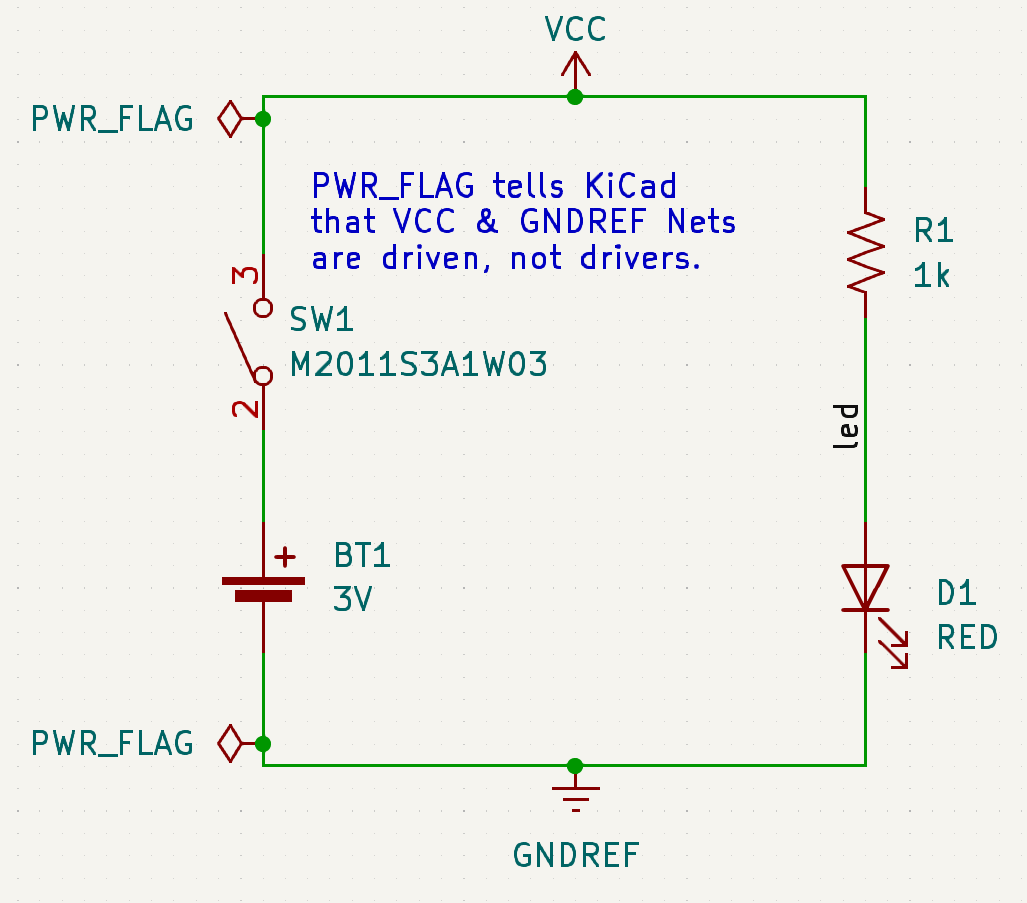 VCC
PWR_FLAG
PWR_FLAG tells KiCad
that VCC & GNDREF Nets
are driven, not drivers.
R1
1k
3
SW1
M2011S3A1W03
2
led
+
BT1
3V
D1
RED
PWR_FLAG
GNDREF